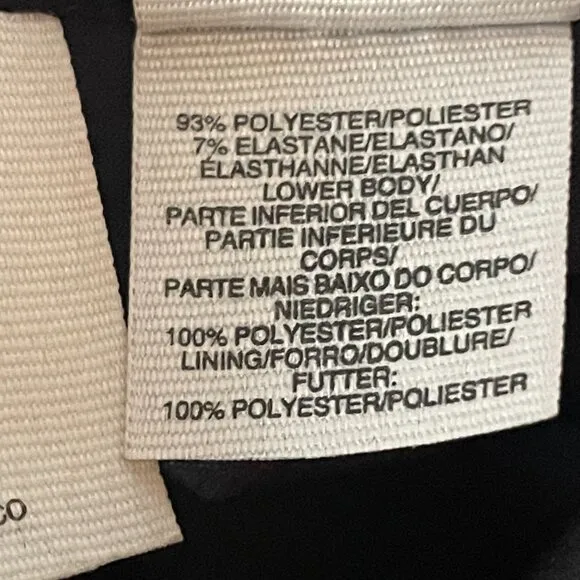 93% POLYESTER/POLIESTER
7% ELASTANE/ELASTANO/
ÉLASTHANNE/ELASTHAN
LOWER BODY/
PARTE INFERIOR DEL CUERPO/
PARTIE INFERIEURE DU
CORPS/
PARTE MAIS BAIXO DO CORPO/
NIEDRIGER:
100% POLYESTER/POLIESTER
LINING/FORRO/DOUBLURE/
FUTTER:
100% POLYESTER/POLIESTER